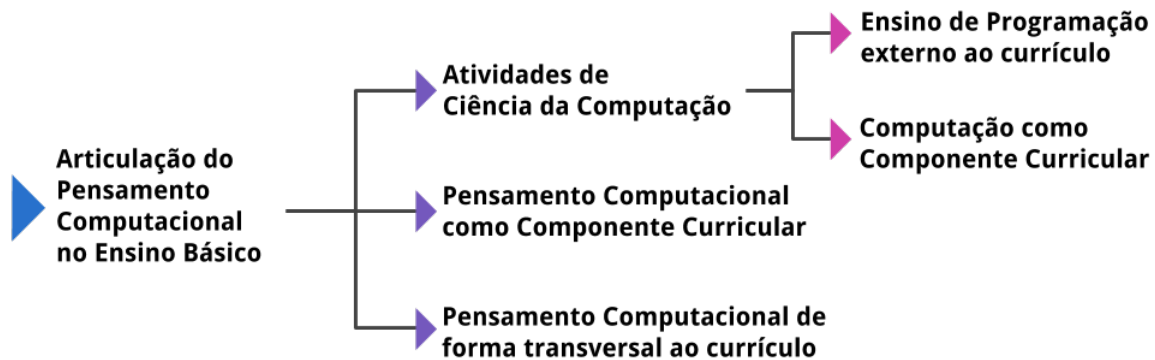 Articulação do
Pensamento
Computacional
no Ensino Básico
Atividades de
Ciência da Computação
Ensino de Programação
externo ao currículo
Computação como
Componente Curricular
Pensamento Computacional
como Componente Curricular
Pensamento Computacional de
forma transversal ao currículo